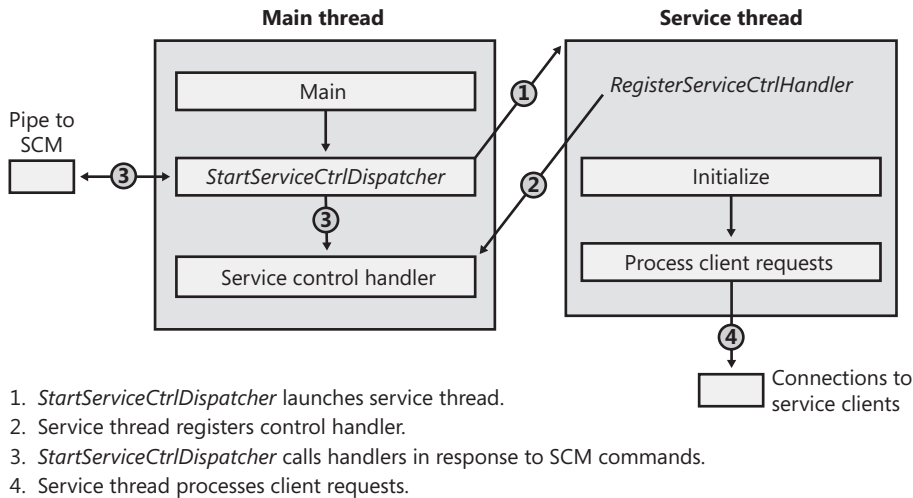 Main thread
Service thread
Main
RegisterServiceCtrlHandler
1
Pipe to
SCM
3
StartServiceCtrlDispatcher
2
Initialize
3
Service control handler
Process client requests
4
Connections to
service clients
1. StartServiceCtrlDispatcher launches service thread.
2. Service thread registers control handler.
3. StartServiceCtrlDispatcher calls handlers in response to SCM commands.
4. Service thread processes client requests.